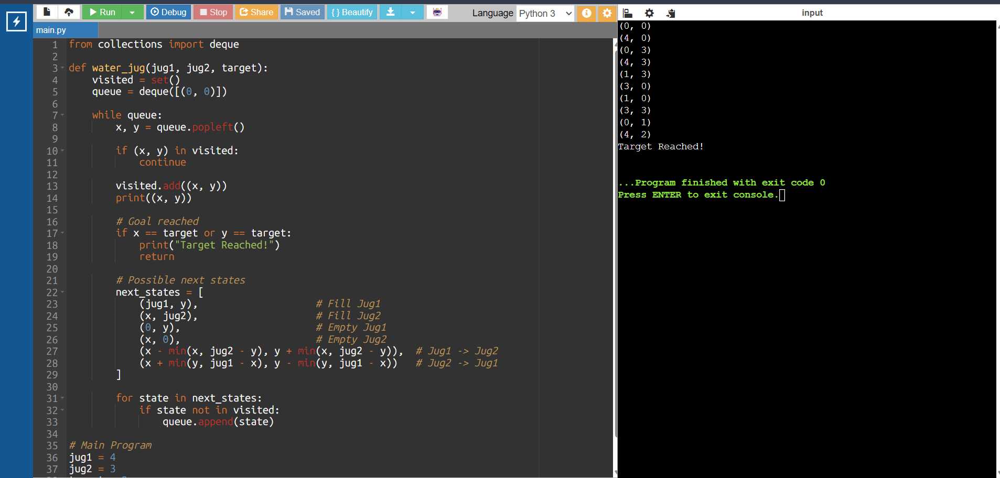 Run
Debug
Stop
Share
Saved
{ } Beautify
Language
Python 3
input
main.py
1 from collections import deque
2
3 def water_jug(jug1, jug2, target):
4     visited = set()
5     queue = deque([(0, 0)])
6
7     while queue:
8         x, y = queue.popleft()
9
10         if (x, y) in visited:
11             continue
12
13         visited.add((x, y))
14         print((x, y))
15
16         # Goal reached
17         if x == target or y == target:
18             print("Target Reached!")
19             return
20
21         # Possible next states
22         next_states = [
23             (jug1, y),                    # Fill Jug1
24             (x, jug2),                    # Fill Jug2
25             (0, y),                       # Empty Jug1
26             (x, 0),                       # Empty Jug2
27             (x - min(x, jug2 - y), y + min(x, jug2 - y)),  # Jug1 -> Jug2
28             (x + min(y, jug1 - x), y - min(y, jug1 - x))   # Jug2 -> Jug1
29         ]
30
31         for state in next_states:
32             if state not in visited:
33                 queue.append(state)
34
35 # Main Program
36 jug1 = 4
37 jug2 = 3
(0, 0)
(4, 0)
(0, 3)
(4, 3)
(1, 3)
(3, 0)
(1, 0)
(3, 3)
(0, 1)
(4, 2)
Target Reached!
...Program finished with exit code 0
Press ENTER to exit console.